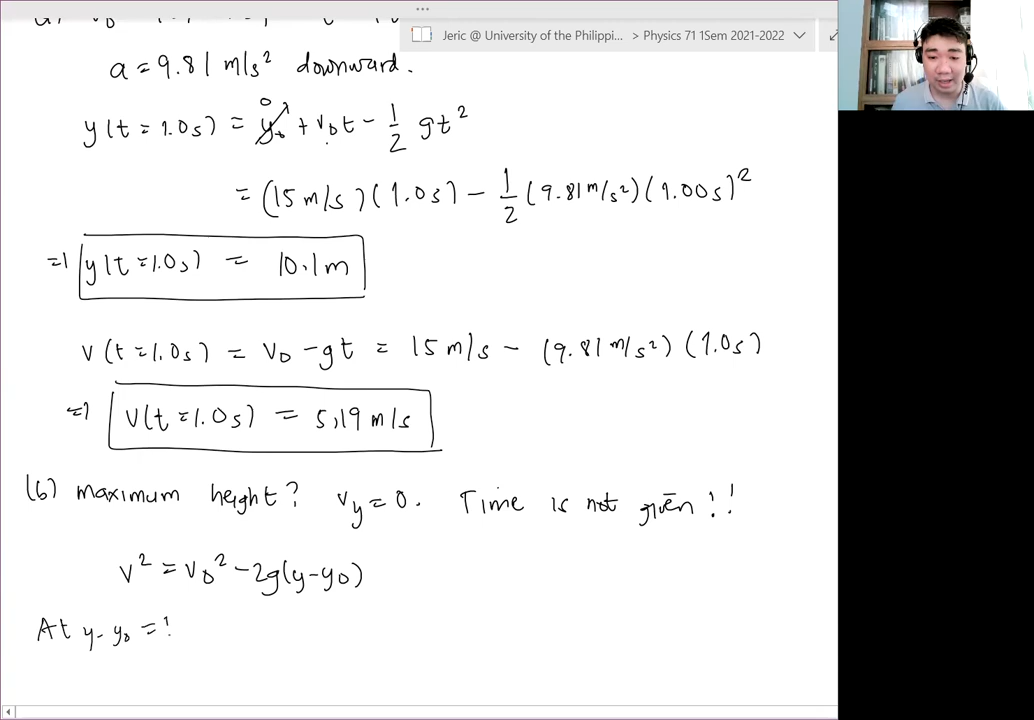 Jeric @ University of the Philippi... > Physics 71 1Sem 2021-2022
a = 9.81 m/s² downward.
y(t = 1.0s) = y₀ 0 + v₀t − 1/2 gt²
= (15 m/s)(1.0s) − 1/2 (9.81 m/s²)(1.00s)²
⇒ y(t = 1.0s) = 10.1m
v(t = 1.0s) = v₀ − gt = 15 m/s − (9.81 m/s²)(1.0s)
⇒ v(t = 1.0s) = 5.19 m/s
(b) maximum height? vy = 0. Time is not given!!
v² = v₀² − 2g(y − y₀)
At y − y₀ = ?